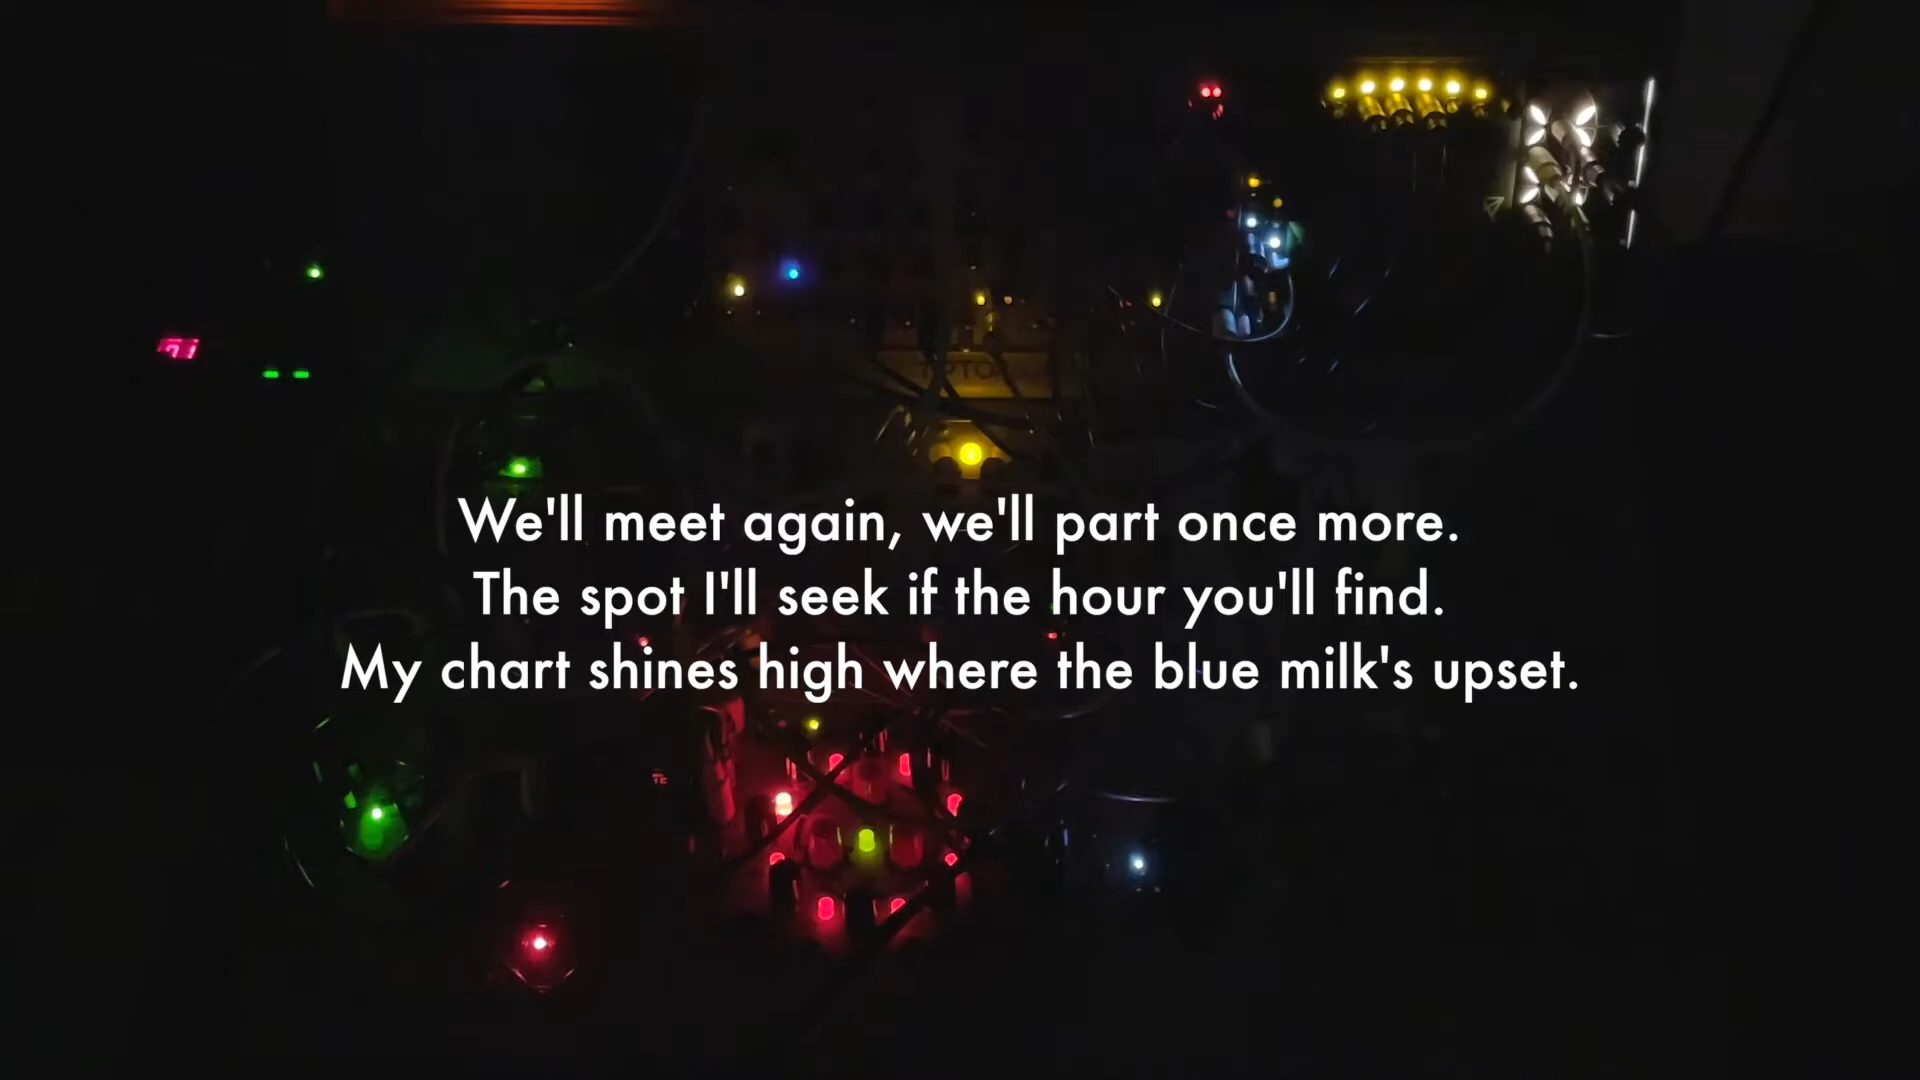 We'll meet again, we'll part once more.
The spot I'll seek if the hour you'll find.
My chart shines high where the blue milk's upset.